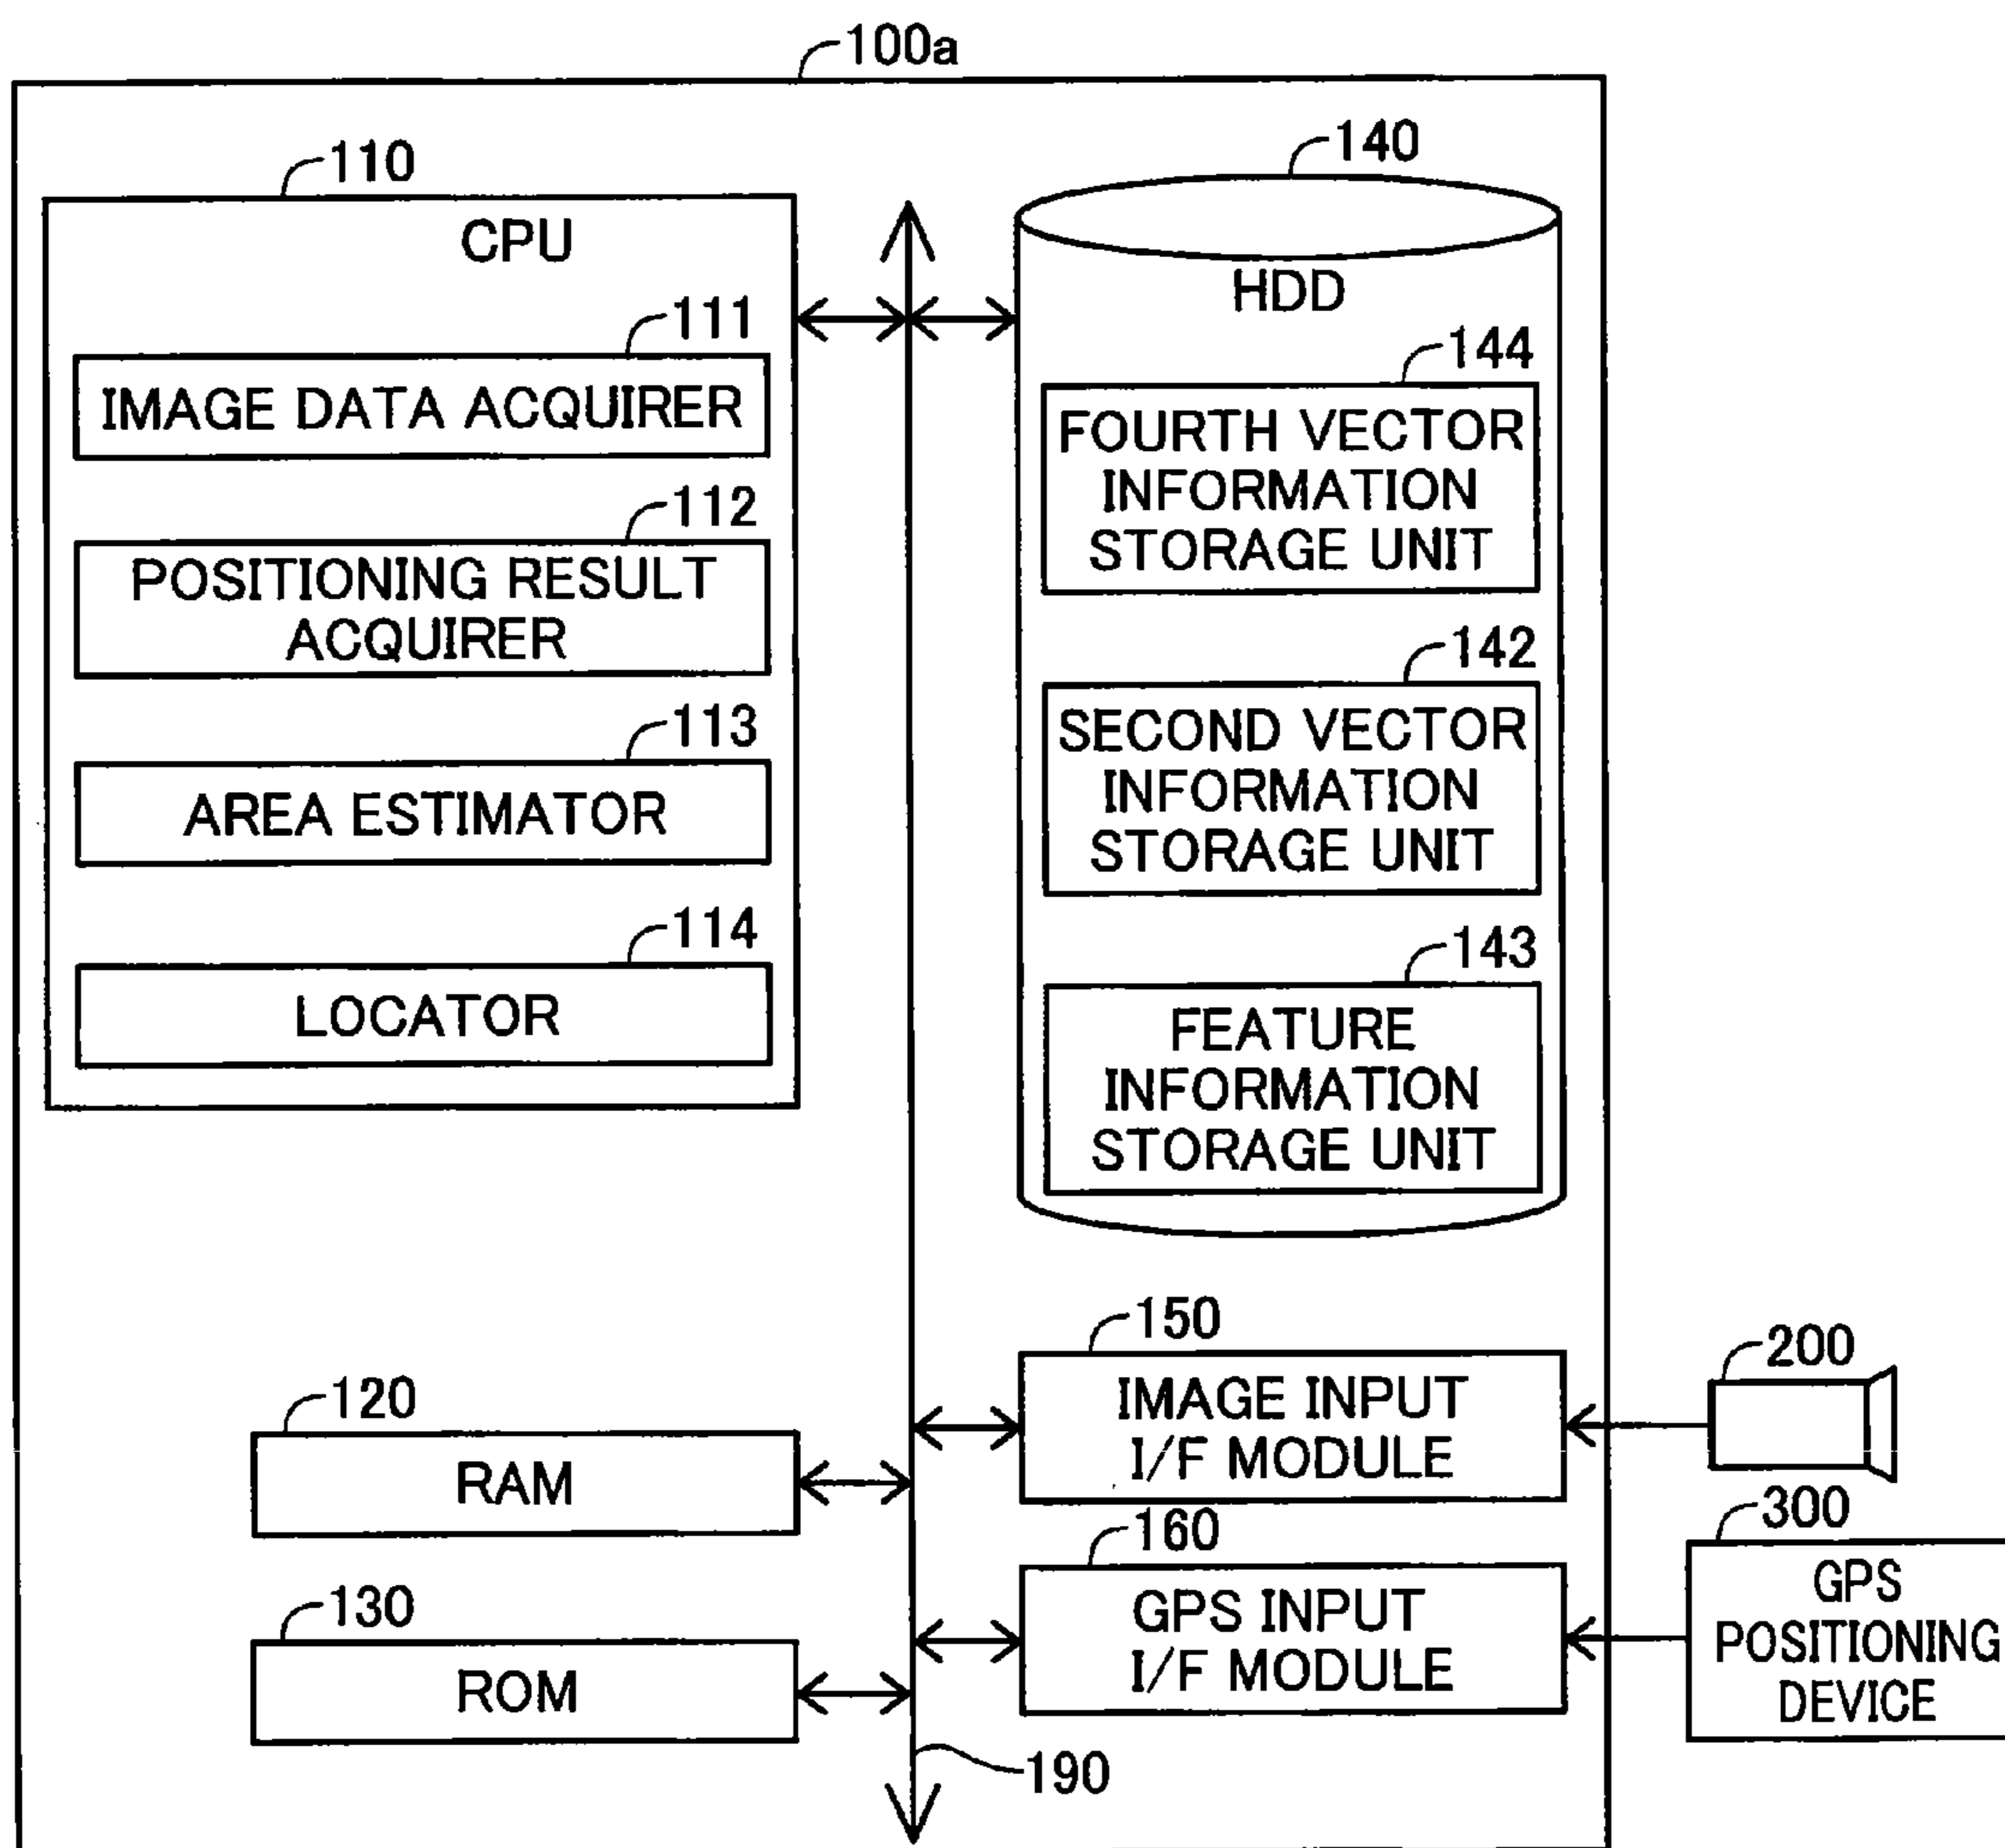 100a
110
CPU
111
IMAGE DATA ACQUIRER
112
POSITIONING RESULT
ACQUIRER
113
AREA ESTIMATOR
114
LOCATOR
140
HDD
144
FOURTH VECTOR
INFORMATION
STORAGE UNIT
142
SECOND VECTOR
INFORMATION
STORAGE UNIT
143
FEATURE
INFORMATION
STORAGE UNIT
120
RAM
130
ROM
150
IMAGE INPUT
I/F MODULE
160
GPS INPUT
I/F MODULE
190
200
300
GPS
POSITIONING
DEVICE